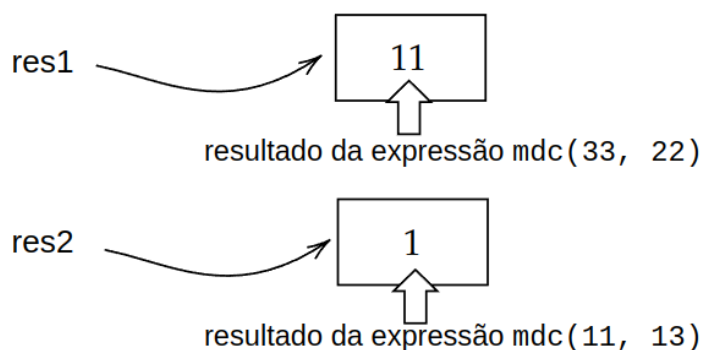 res1
11
resultado da expressão mdc(33, 22)
res2
1
resultado da expressão mdc(11, 13)